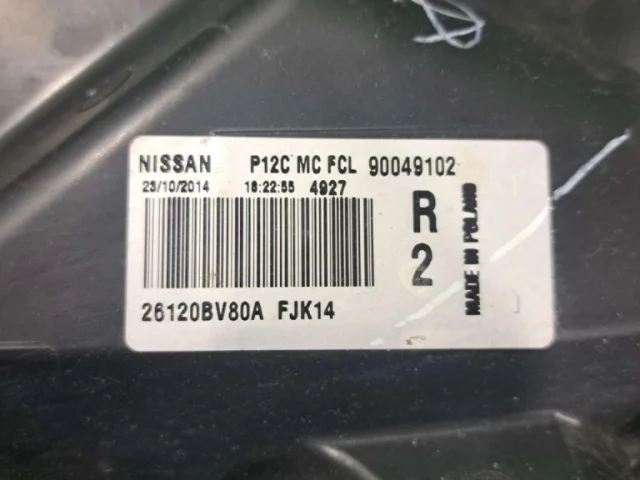 NISSAN P12C MC FCL 90049102
23/10/2014 16:22:55 4927
R
2
MADE IN POLAND
26120BV80A FJK14